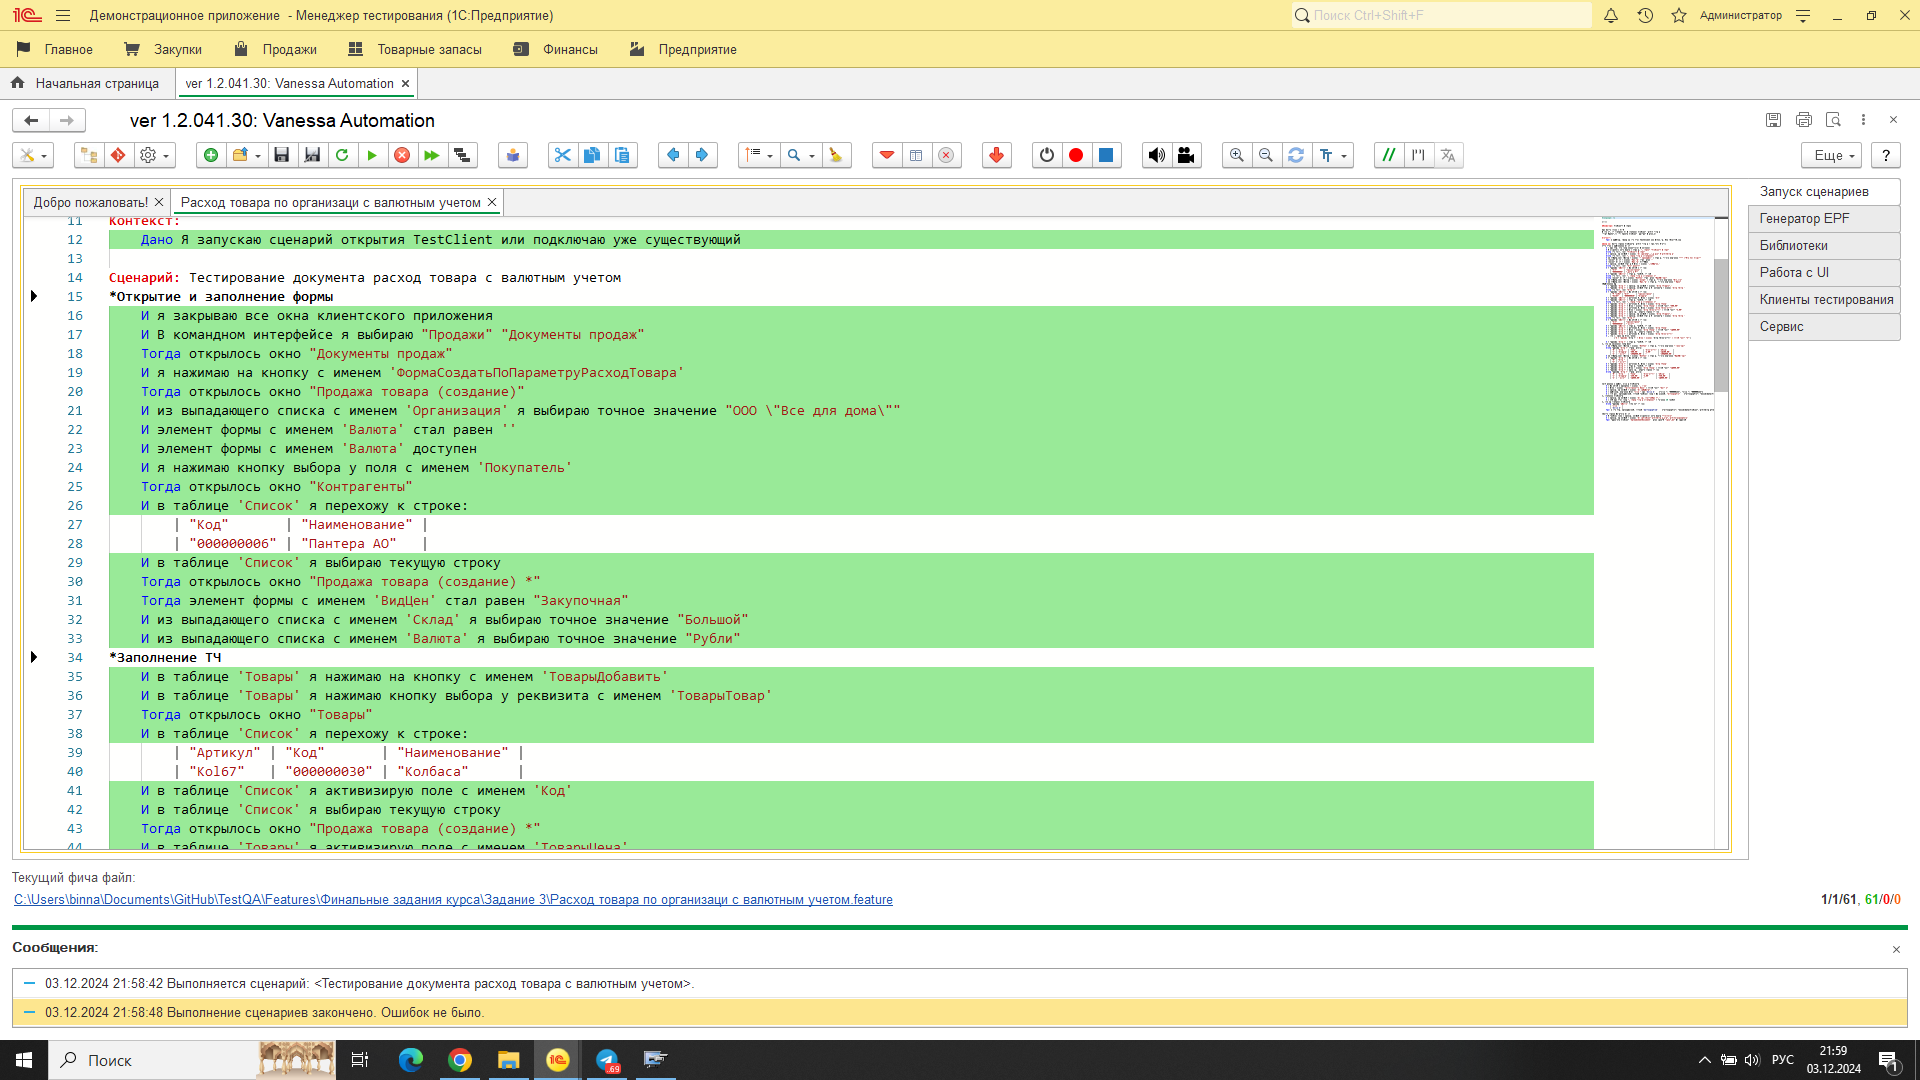 Демонстрационное приложение - Менеджер тестирования (1С:Предприятие)
Поиск Ctrl+Shift+F
Администратор
Главное
Закупки
Продажи
Товарные запасы
Финансы
Предприятие
Начальная страница
ver 1.2.041.30: Vanessa Automation
ver 1.2.041.30: Vanessa Automation
Еще
?
Добро пожаловать!
Расход товара по организаци с валютным учетом
Запуск сценариев
Генератор EPF
Библиотеки
Работа с UI
Клиенты тестирования
Сервис
11 Контекст:
12 Дано Я запускаю сценарий открытия TestClient или подключаю уже существующий
13
14 Сценарий: Тестирование документа расход товара с валютным учетом
15 *Открытие и заполнение формы
16 И я закрываю все окна клиентского приложения
17 И В командном интерфейсе я выбираю "Продажи" "Документы продаж"
18 Тогда открылось окно "Документы продаж"
19 И я нажимаю на кнопку с именем 'ФормаСоздатьПоПараметруРасходТовара'
20 Тогда открылось окно "Продажа товара (создание)"
21 И из выпадающего списка с именем 'Организация' я выбираю точное значение "ООО \"Все для дома\""
22 И элемент формы с именем 'Валюта' стал равен ''
23 И элемент формы с именем 'Валюта' доступен
24 И я нажимаю кнопку выбора у поля с именем 'Покупатель'
25 Тогда открылось окно "Контрагенты"
26 И в таблице 'Список' я перехожу к строке:
27 | "Код" | "Наименование" |
28 | "000000006" | "Пантера АО" |
29 И в таблице 'Список' я выбираю текущую строку
30 Тогда открылось окно "Продажа товара (создание) *"
31 Тогда элемент формы с именем 'ВидЦен' стал равен "Закупочная"
32 И из выпадающего списка с именем 'Склад' я выбираю точное значение "Большой"
33 И из выпадающего списка с именем 'Валюта' я выбираю точное значение "Рубли"
34 *Заполнение ТЧ
35 И в таблице 'Товары' я нажимаю на кнопку с именем 'ТоварыДобавить'
36 И в таблице 'Товары' я нажимаю кнопку выбора у реквизита с именем 'ТоварыТовар'
37 Тогда открылось окно "Товары"
38 И в таблице 'Список' я перехожу к строке:
39 | "Артикул" | "Код" | "Наименование" |
40 | "Kol67" | "000000030" | "Колбаса" |
41 И в таблице 'Список' я активизирую поле с именем 'Код'
42 И в таблице 'Список' я выбираю текущую строку
43 Тогда открылось окно "Продажа товара (создание) *"
44 И в таблице 'Товары' я активизирую поле с именем 'ТоварыЦена'
Текущий фича файл:
C:\Users\binna\Documents\GitHub\TestQA\Features\Финальные задания курса\Задание 3\Расход товара по организаци с валютным учетом.feature
1/1/61, 61/0/0
Сообщения:
03.12.2024 21:58:42 Выполняется сценарий: <Тестирование документа расход товара с валютным учетом>.
03.12.2024 21:58:48 Выполнение сценариев закончено. Ошибок не было.
Поиск
.69
РУС
21:59
03.12.2024
1